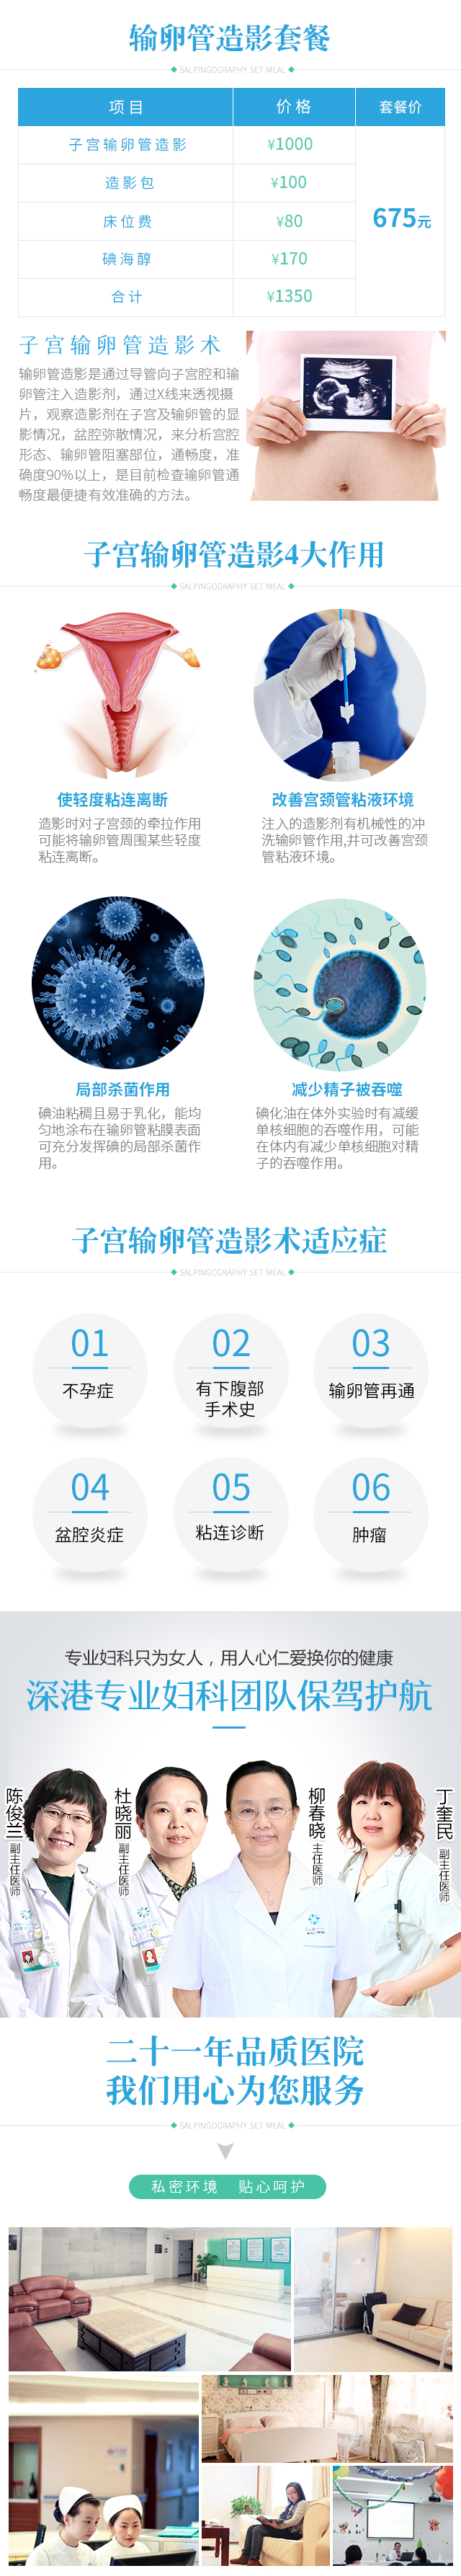 输卵管造影套餐
SALPINGOGRAPHY SET MEAL
项目 价格 套餐价
子宫输卵管造影 ¥1000
造影包 ¥100
床位费 ¥80
675元
碘海醇 ¥170
合计 ¥1350
子宫输卵管造影术
输卵管造影是通过导管向子宫腔和输
卵管注入造影剂，通过X线来透视摄
片，观察造影剂在子宫及输卵管的显
影情况，盆腔弥散情况，来分析宫腔
形态、输卵管阻塞部位，通畅度，准
确度90%以上，是目前检查输卵管通
畅度最便捷有效准确的方法。
子宫输卵管造影4大作用
SALPINGOGRAPHY SET MEAL
使轻度粘连离断
造影时对子宫颈的牵拉作用
可能将输卵管周围某些轻度
粘连离断。
改善宫颈管粘液环境
注入的造影剂有机械性的冲
洗输卵管作用,并可改善宫颈
管粘液环境。
局部杀菌作用
碘油粘稠且易于乳化，能均
匀地涂布在输卵管粘膜表面
可充分发挥碘的局部杀菌作
用。
减少精子被吞噬
碘化油在体外实验时有减缓
单核细胞的吞噬作用，可能
在体内有减少单核细胞对精
子的吞噬作用。
子宫输卵管造影术适应症
SALPINGOGRAPHY SET MEAL
01
不孕症
02
有下腹部
手术史
03
输卵管再通
04
盆腔炎症
05
粘连诊断
06
肿瘤
专业妇科只为女人，用人心仁爱换你的健康
深港专业妇科团队保驾护航
陈俊兰 副主任医师
杜晓丽 副主任医师
柳春晓 主任医师
丁奎民 副主任医师
二十一年品质医院
我们用心为您服务
SALPINGOGRAPHY SET MEAL
私密环境 贴心呵护